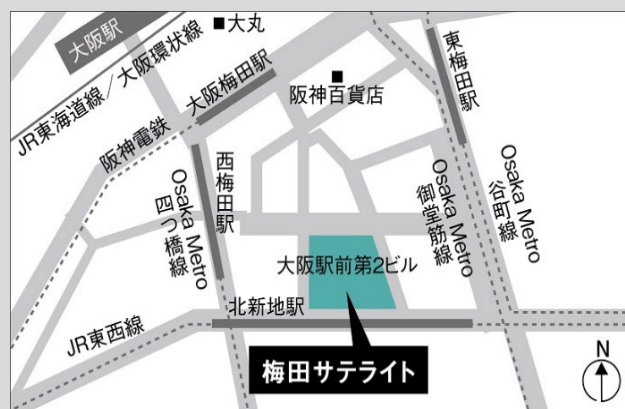 大阪駅
■大丸
JR東海道線/大阪環状線
大阪梅田駅
阪神電鉄
阪神百貨店
東梅田駅
西梅田駅
Osaka Metro
四つ橋線
Osaka Metro
御堂筋線
Osaka Metro
谷町線
大阪駅前第2ビル
北新地駅
JR東西線
梅田サテライト
N